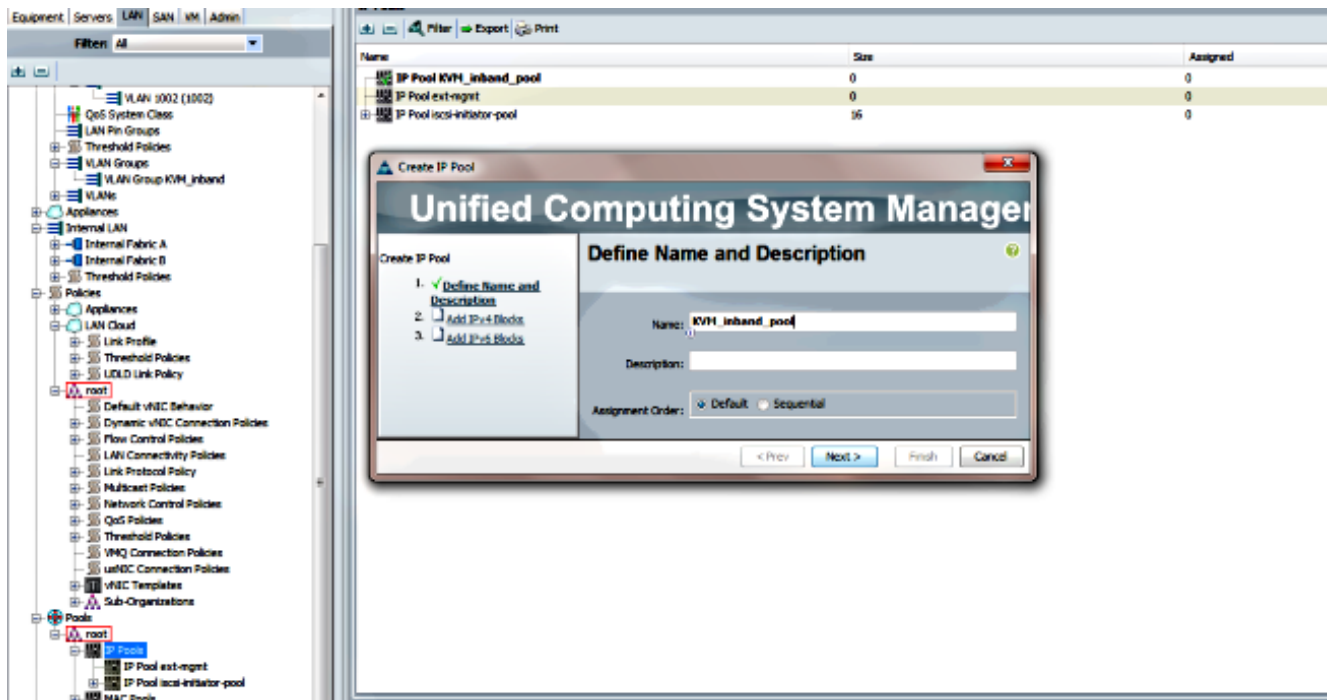 Equipment Servers LAN SAN VM Admin
Filter: All
VLAN 1002 (1002)
QoS System Class
LAN Pin Groups
Threshold Policies
VLAN Groups
VLAN Group KVM_inband
VLANs
Appliances
Internal LAN
Internal Fabric A
Internal Fabric B
Threshold Policies
Policies
Appliances
LAN Cloud
Link Profile
Threshold Policies
UDLD Link Policy
root
Default vNIC Behavior
Dynamic vNIC Connection Policies
Flow Control Policies
LAN Connectivity Policies
Link Protocol Policy
Multicast Policies
Network Control Policies
QoS Policies
Threshold Policies
VMQ Connection Policies
usNIC Connection Policies
vNIC Templates
Sub-Organizations
Pools
root
IP Pools
IP Pool ext-mgmt
IP Pool iscsi-initiator-pool
MAC Pools
Filter Export Print
Name Size Assigned
IP Pool KVM_inband_pool 0 0
IP Pool ext-mgmt 0 0
IP Pool iscsi-initiator-pool 16 0
Create IP Pool
Unified Computing System Manager
Create IP Pool
1. Define Name and
Description
2. Add IPv4 Blocks
3. Add IPv6 Blocks
Define Name and Description
Name: KVM_inband_pool
Description:
Assignment Order: Default Sequential
< Prev Next > Finish Cancel